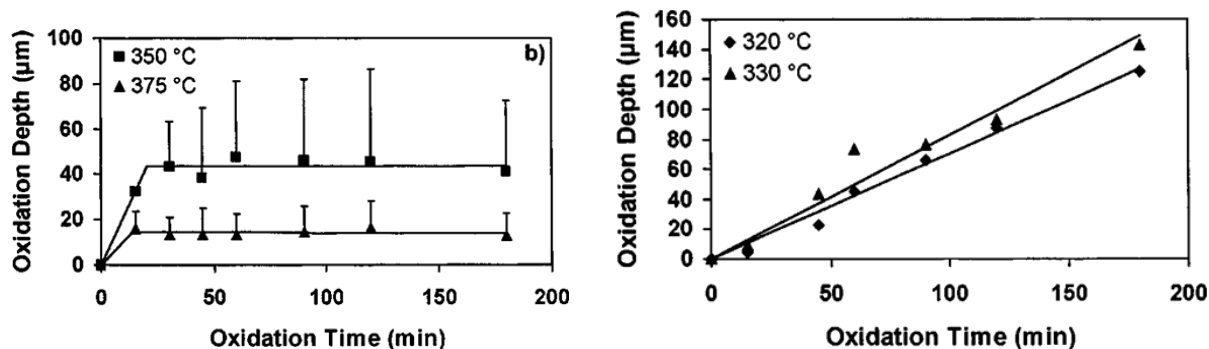 b)
■ 350 °C
▲ 375 °C
Oxidation Depth (µm)
100
80
60
40
20
0
0 50 100 150 200
Oxidation Time (min)
◆ 320 °C
▲ 330 °C
Oxidation Depth (µm)
160
140
120
100
80
60
40
20
0
0 50 100 150 200
Oxidation Time (min)